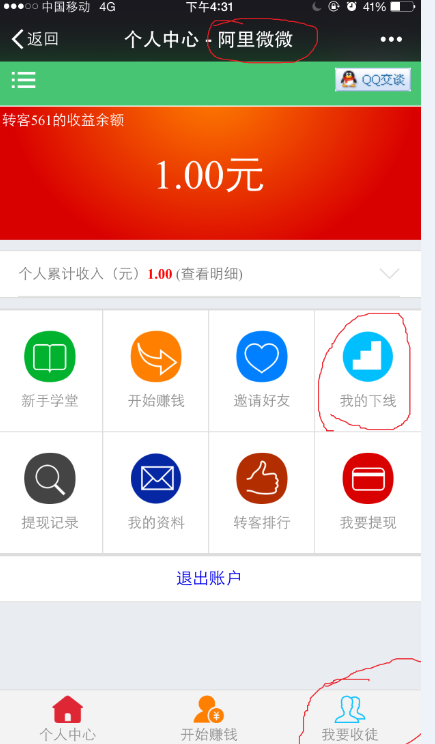 中国移动 4G 下午4:31 41%
返回 个人中心 - 阿里微微
QQ交谈
转客561的收益余额
1.00元
个人累计收入（元）1.00 (查看明细)
新手学堂 开始赚钱 邀请好友 我的下线
提现记录 我的资料 转客排行 我要提现
退出账户
个人中心 开始赚钱 我要收徒